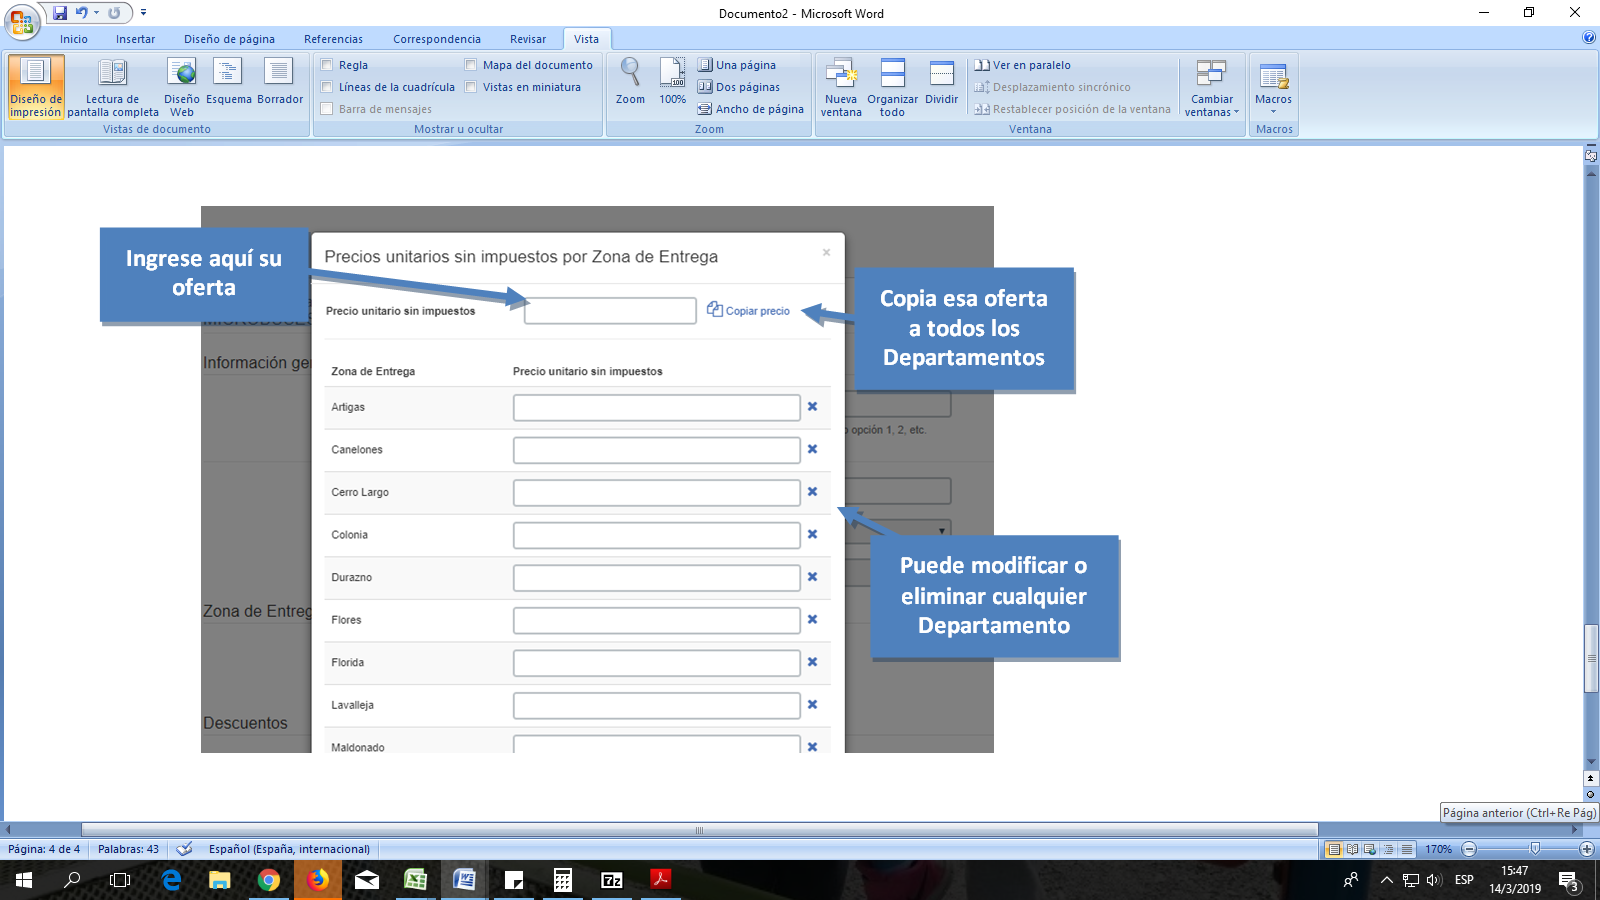 Documento2 - Microsoft Word
Inicio
Insertar
Diseño de página
Referencias
Correspondencia
Revisar
Vista
Diseño de impresión
Lectura de pantalla completa
Diseño Web
Esquema
Borrador
Vistas de documento
Regla
Líneas de la cuadrícula
Barra de mensajes
Mapa del documento
Vistas en miniatura
Mostrar u ocultar
Zoom
100%
Una página
Dos páginas
Ancho de página
Zoom
Nueva ventana
Organizar todo
Dividir
Ver en paralelo
Desplazamiento sincrónico
Restablecer posición de la ventana
Cambiar ventanas
Ventana
Macros
Macros
Ingrese aquí su
oferta
Precios unitarios sin impuestos por Zona de Entrega
Precio unitario sin impuestos
Copiar precio
Copia esa oferta
a todos los
Departamentos
Información ge
Zona de Entrega
Precio unitario sin impuestos
Artigas
opción 1, 2, etc.
Canelones
Cerro Largo
Colonia
Durazno
Puede modificar o
eliminar cualquier
Departamento
Zona de Entreg
Flores
Florida
Lavalleja
Descuentos
Maldonado
Página anterior (Ctrl+Re Pág)
Página: 4 de 4
Palabras: 43
Español (España, internacional)
170%
ESP
15:47
14/3/2019
3
7z